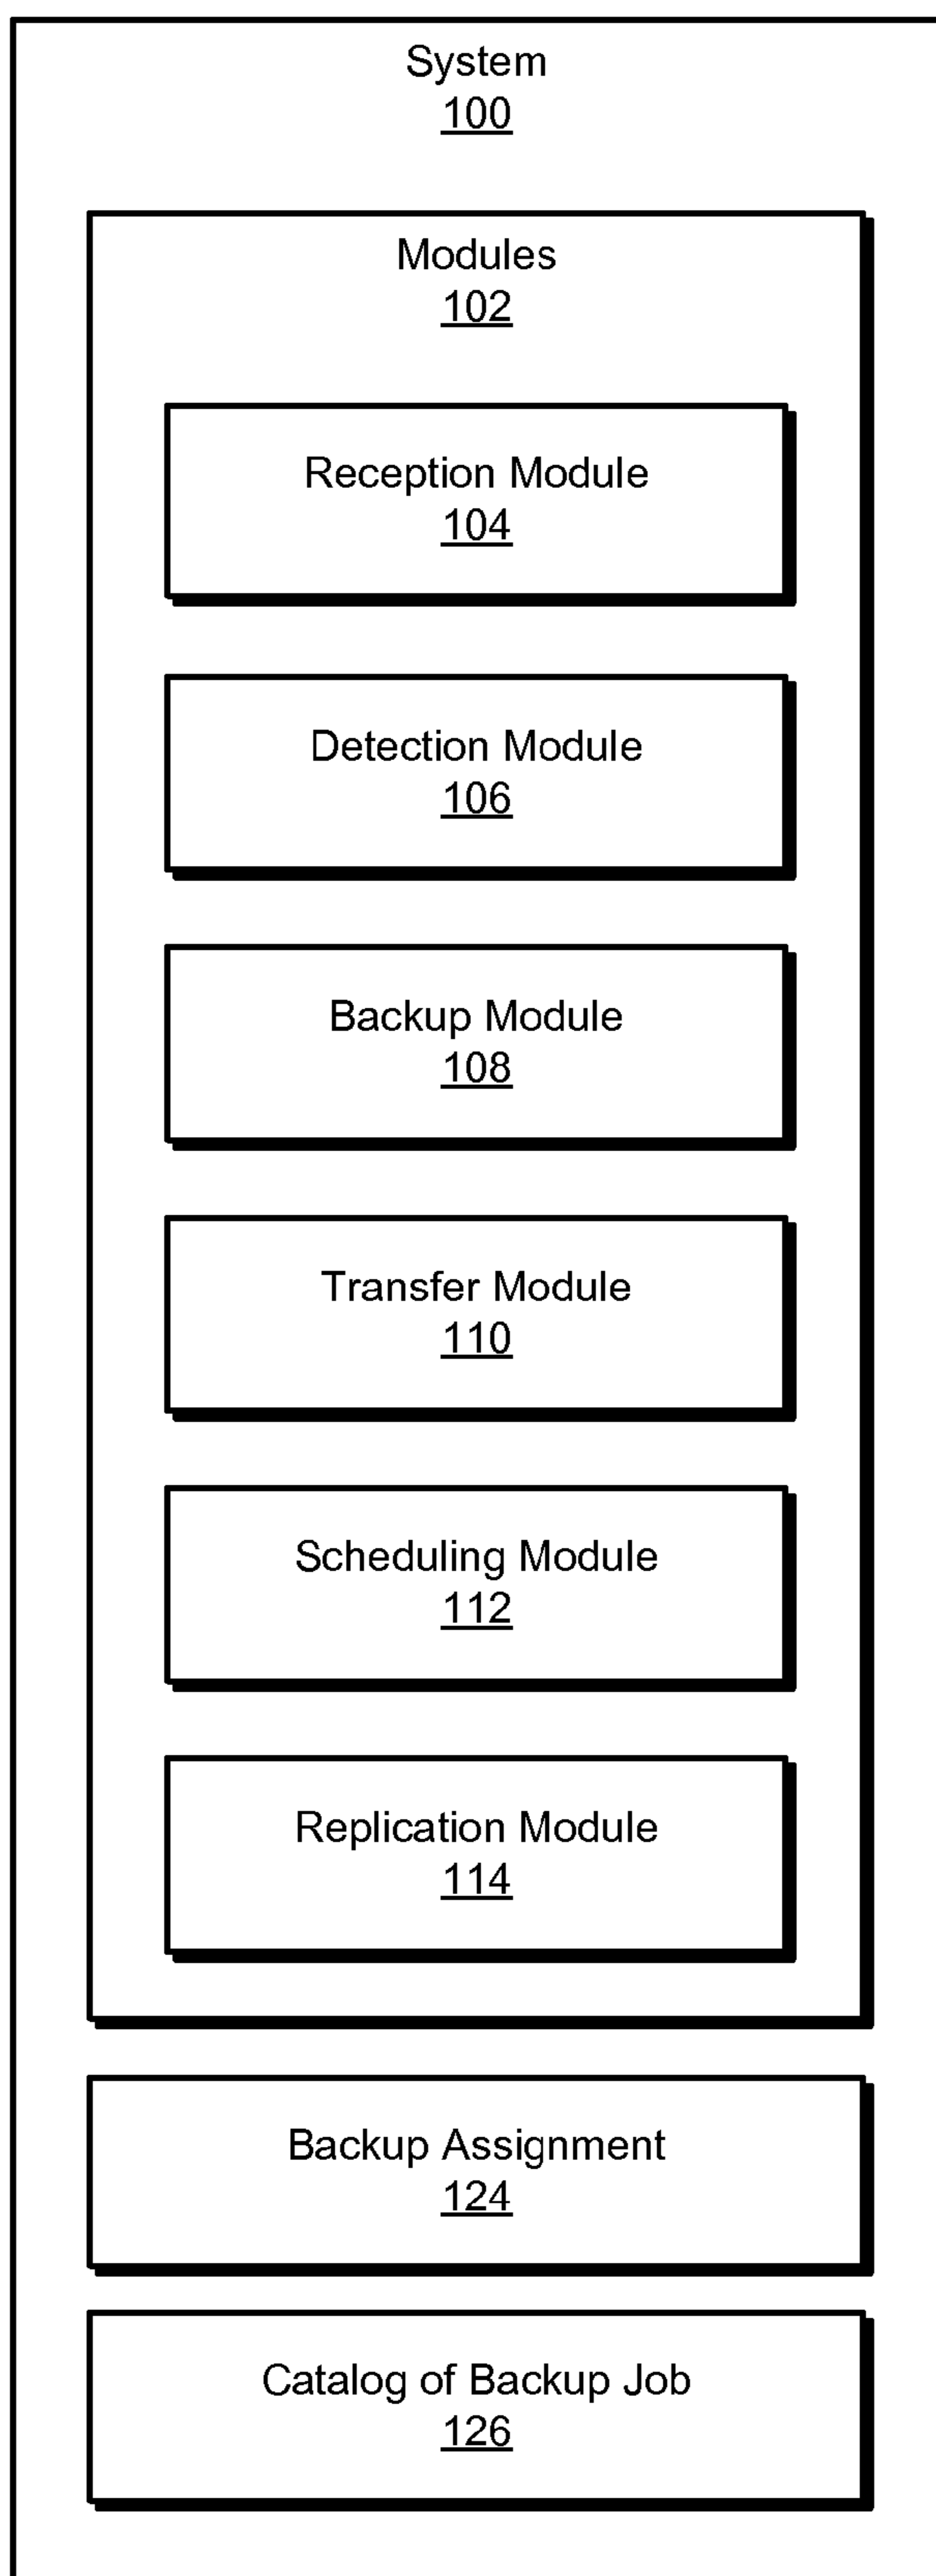 System
100
Modules
102
Reception Module
104
Detection Module
106
Backup Module
108
Transfer Module
110
Scheduling Module
112
Replication Module
114
Backup Assignment
124
Catalog of Backup Job
126